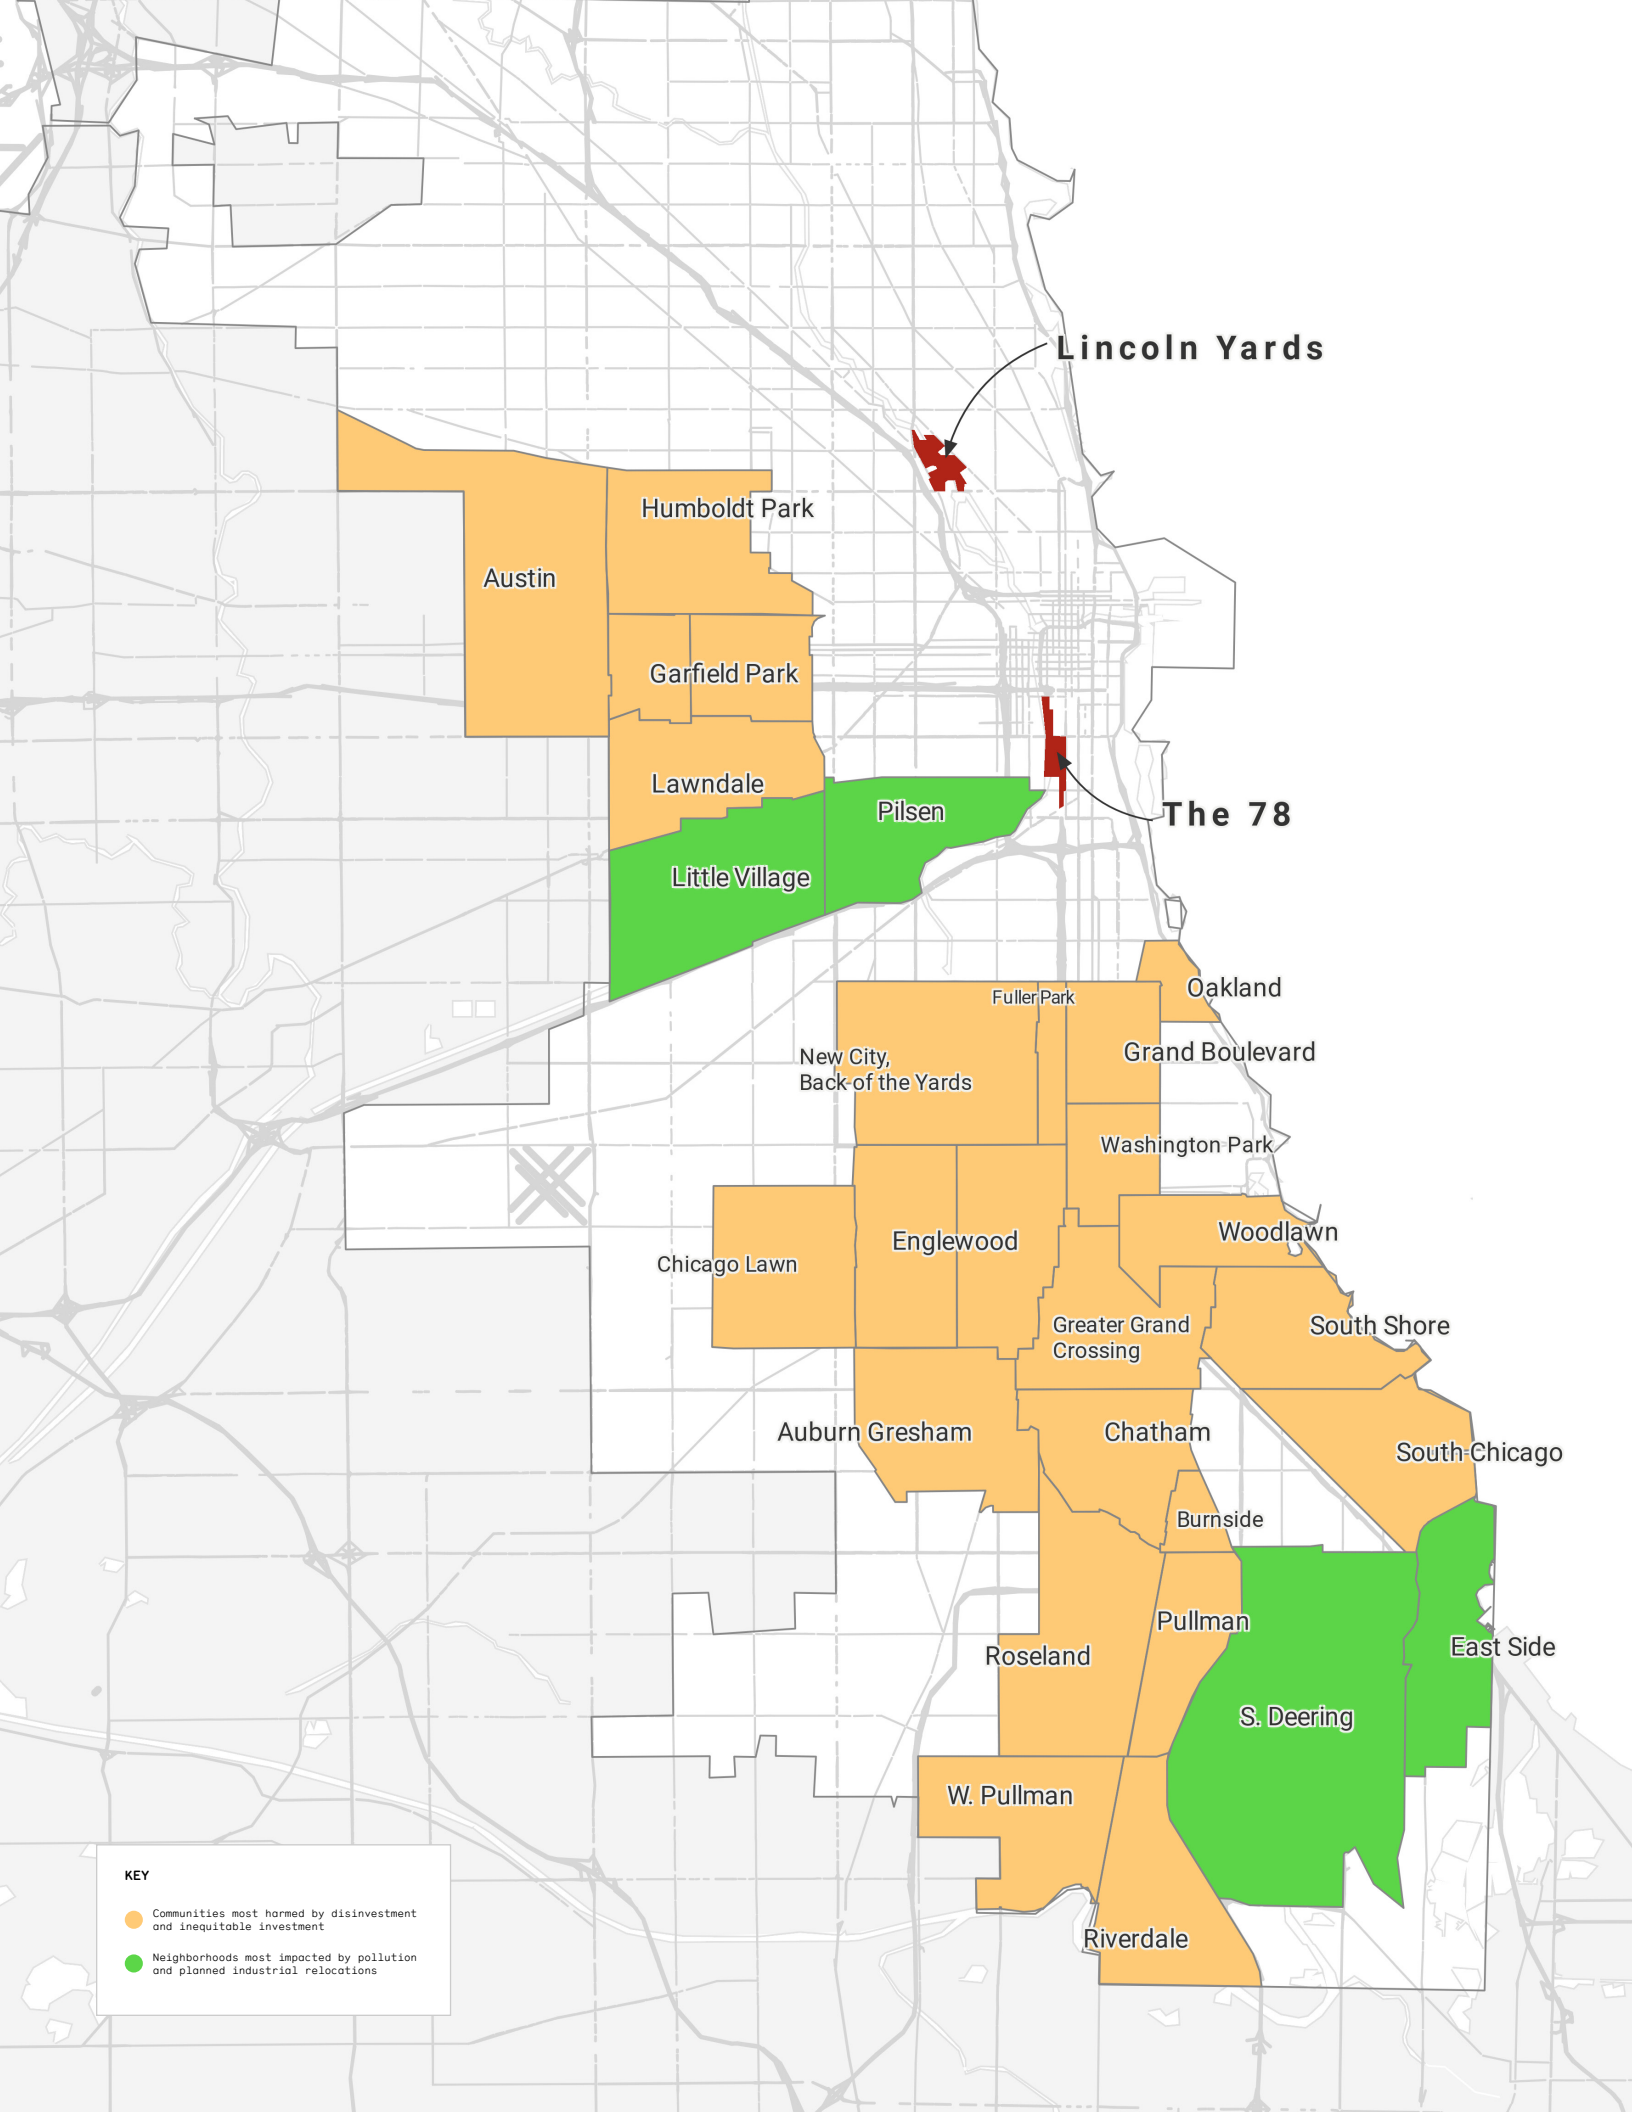 Lincoln Yards
Humboldt Park
Austin
Garfield Park
Lawndale
Pilsen
The 78
Little Village
Oakland
Fuller Park
Grand Boulevard
New City,
Back of the Yards
Washington Park
Woodlawn
Englewood
Chicago Lawn
South Shore
Greater Grand
Crossing
Auburn Gresham
Chatham
South Chicago
Burnside
Pullman
East Side
Roseland
S. Deering
W. Pullman
Riverdale
KEY
Communities most harmed by disinvestment
and inequitable investment
Neighborhoods most impacted by pollution
and planned industrial relocations